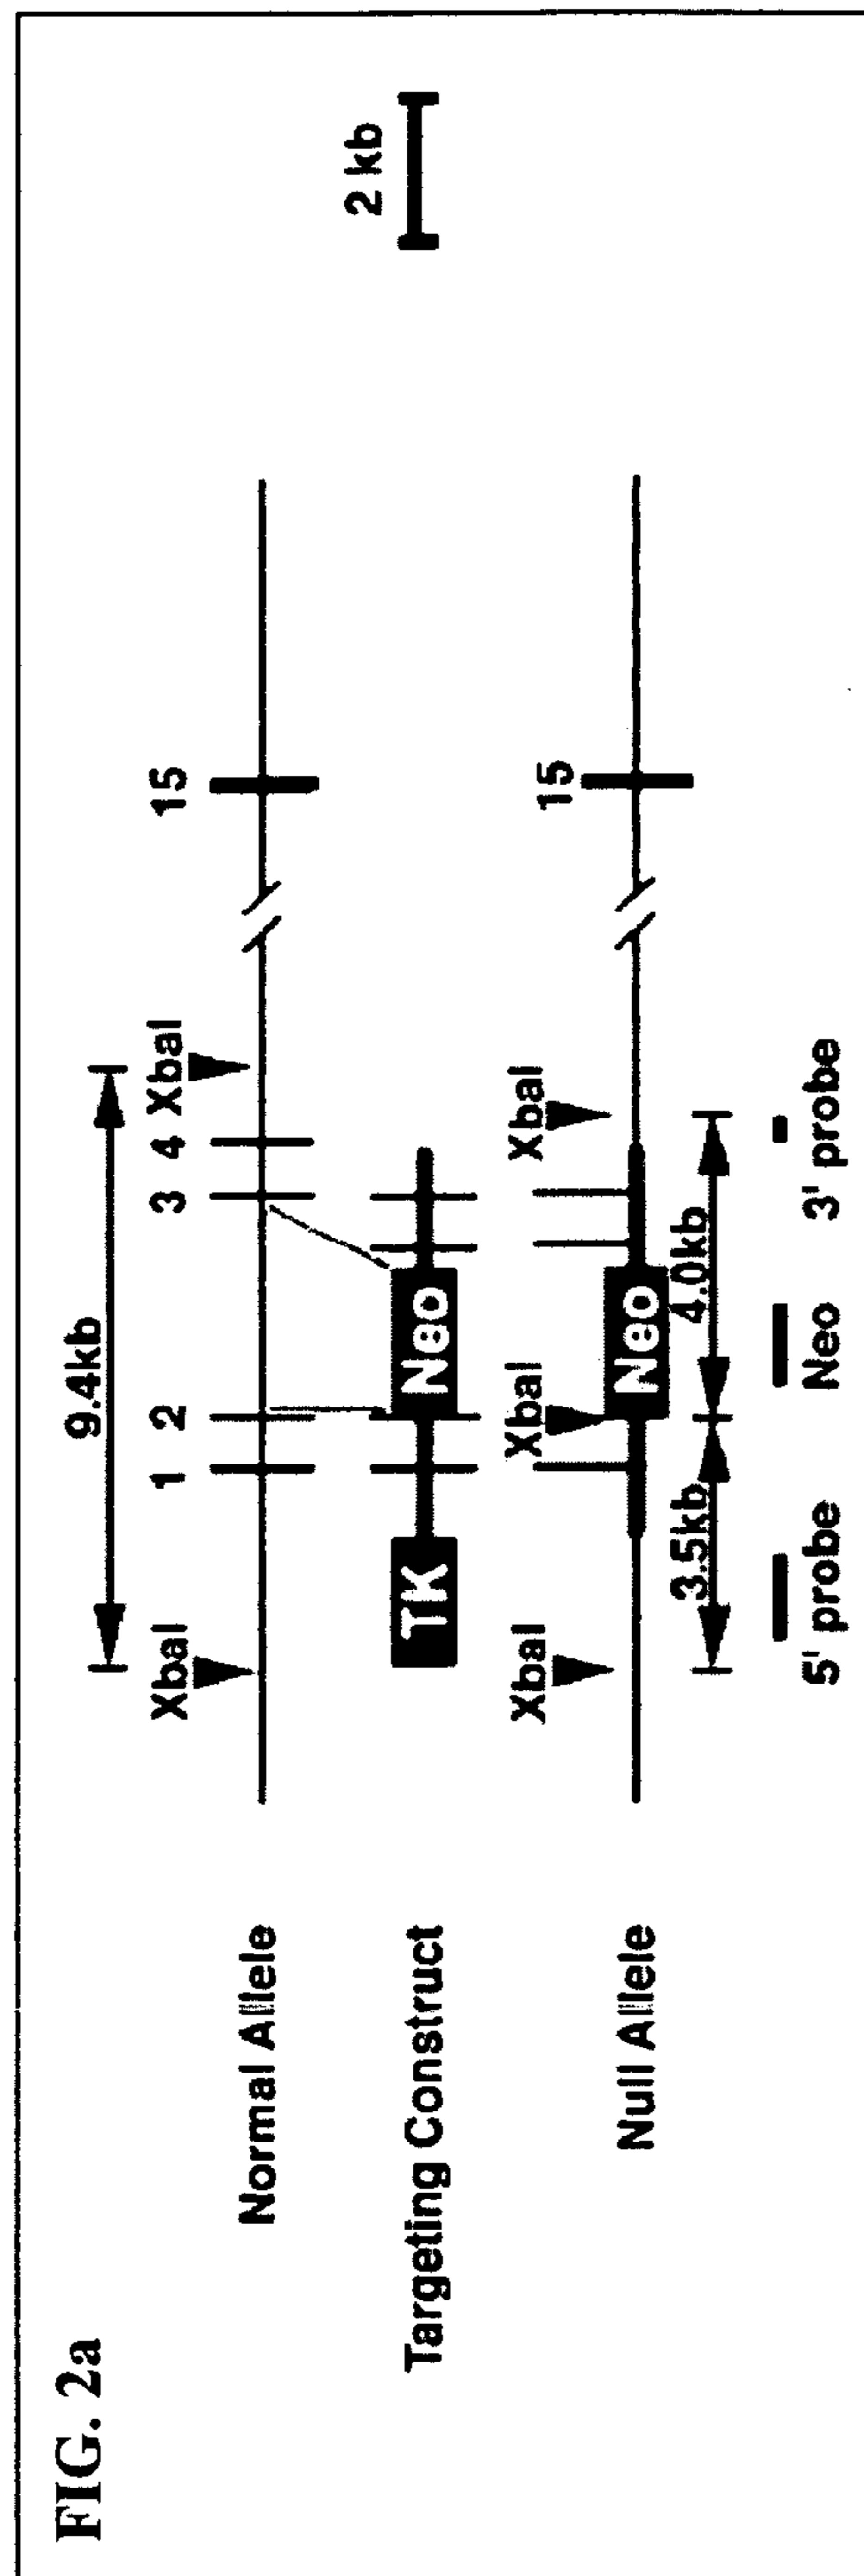 FIG. 2a
9.4kb
XbaI 1 2 3 4 XbaI 15
Normal Allele
2 kb
Targeting Construct
TK Neo
XbaI XbaI XbaI 15
Null Allele
Neo
3.5kb 4.0kb
5' probe Neo 3' probe